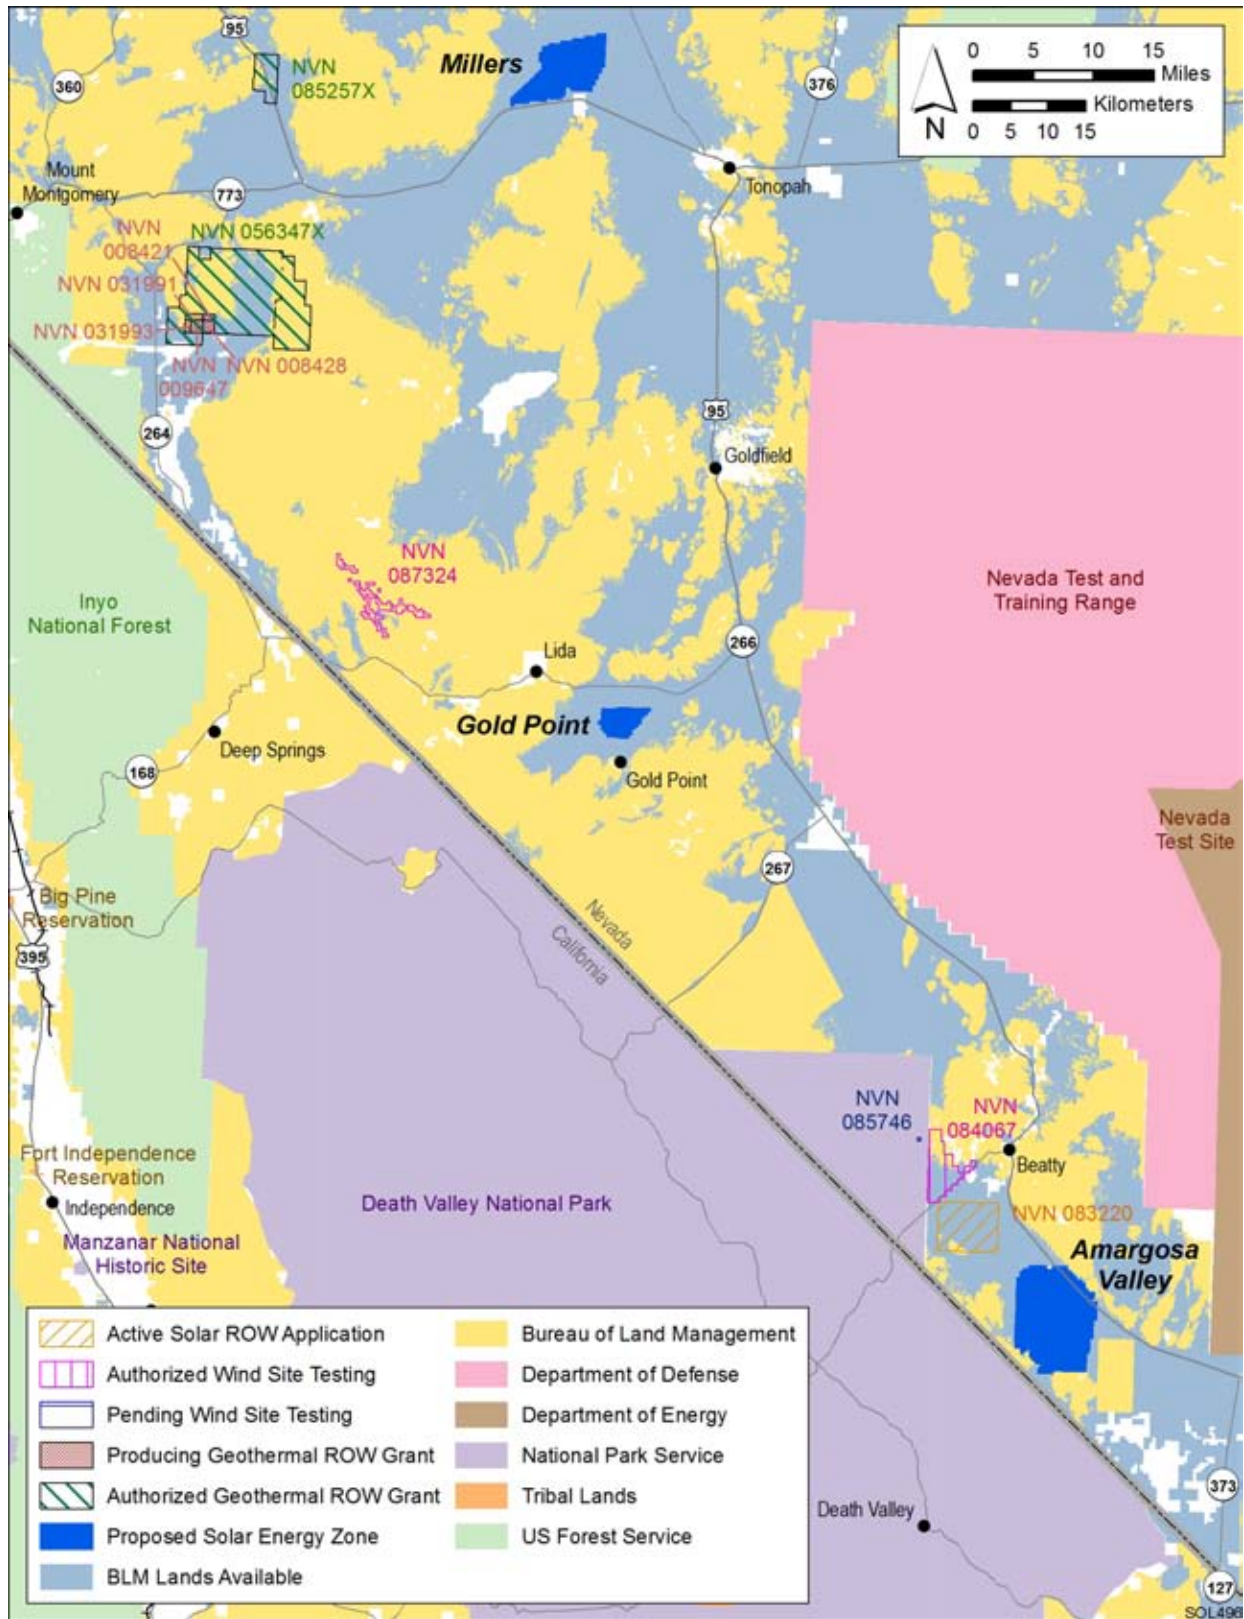 95
Millers
NVN
085257X
360
376
0 5 10 15
Miles
Kilometers
0 5 10 15
N
Mount
Montgomery
773
Tonopah
NVN
008421
NVN 056347X
NVN 031991
NVN 031993
NVN
009647
NVN 008428
264
95
Goldfield
NVN
087324
Nevada Test and
Training Range
Inyo
National Forest
266
Lida
Gold Point
Deep Springs
168
Gold Point
Nevada
Test Site
267
Big Pine
Reservation
Nevada
California
395
NVN
085746
NVN
084067
Beatty
Fort Independence
Reservation
Independence
Death Valley National Park
NVN 083220
Manzanar National
Historic Site
Amargosa
Valley
Active Solar ROW Application
Authorized Wind Site Testing
Pending Wind Site Testing
Producing Geothermal ROW Grant
Authorized Geothermal ROW Grant
Proposed Solar Energy Zone
BLM Lands Available
Bureau of Land Management
Department of Defense
Department of Energy
National Park Service
Tribal Lands
US Forest Service
Death Valley
373
127